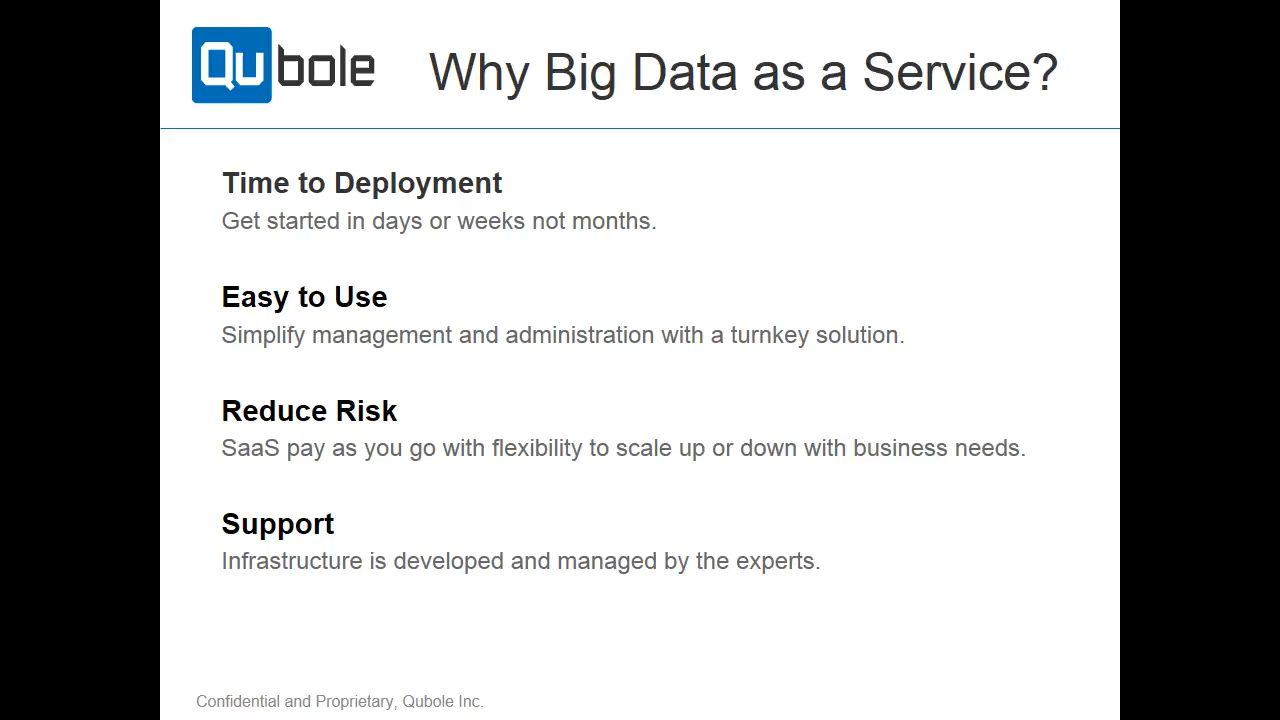 Qubole
Why Big Data as a Service?
Time to Deployment
Get started in days or weeks not months.
Easy to Use
Simplify management and administration with a turnkey solution.
Reduce Risk
SaaS pay as you go with flexibility to scale up or down with business needs.
Support
Infrastructure is developed and managed by the experts.
Confidential and Proprietary, Qubole Inc.